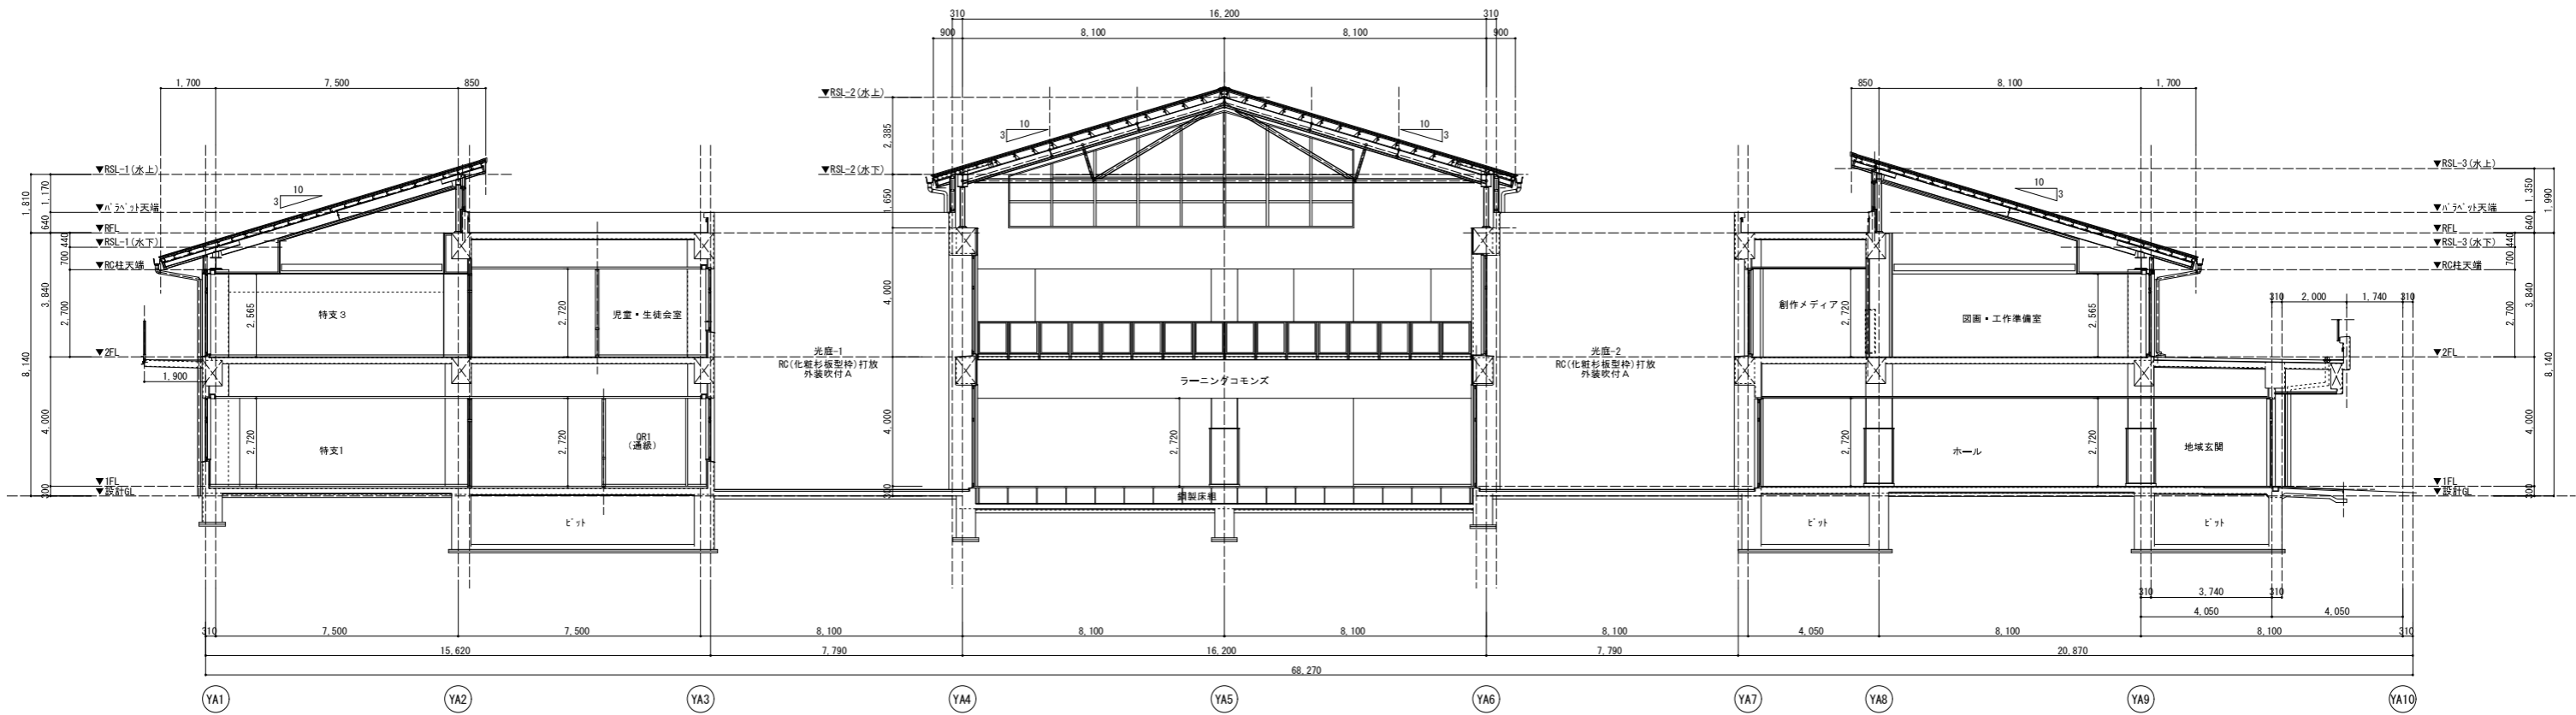 310
16,200
310
900
8,100
8,100
900
1,700
7,500
850
850
8,100
1,700
▼RSL-2(水上)
2,385
10
3
10
3
▼RSL-2(水下)
1,650
▼RSL-1(水上)
10
3
1,810
1,170
▼パラペット天端
640
▼RFL
▼RSL-1(水下)
440
700
▼RC柱天端
3,840
2,700
8,140
▼2FL
1,900
4,000
▼1FL
▼設計GL
300
2,565
特支3
2,720
児童・生徒会室
光庭-1
RC(化粧杉板型枠)打放
外装吹付A
2,720
特支1
2,720
QR1
(通級)
ピット
4,000
4,000
ラーニングコモンズ
2,720
鋼製床組
光庭-2
RC(化粧杉板型枠)打放
外装吹付A
創作メディア
2,720
図画・工作準備室
2,565
2,720
ホール
2,720
地域玄関
ピット
ピット
10
3
▼RSL-3(水上)
1,350
1,990
▼パラペット天端
640
▼RFL
▼RSL-3(水下)
440
700
▼RC柱天端
310
2,000
1,740
310
3,840
2,700
▼2FL
8,140
4,000
▼1FL
▼設計GL
300
310
3,740
310
4,050
4,050
310
7,500
7,500
8,100
8,100
8,100
8,100
4,050
8,100
8,100
310
15,620
7,790
16,200
7,790
20,870
68,270
YA1
YA2
YA3
YA4
YA5
YA6
YA7
YA8
YA9
YA10